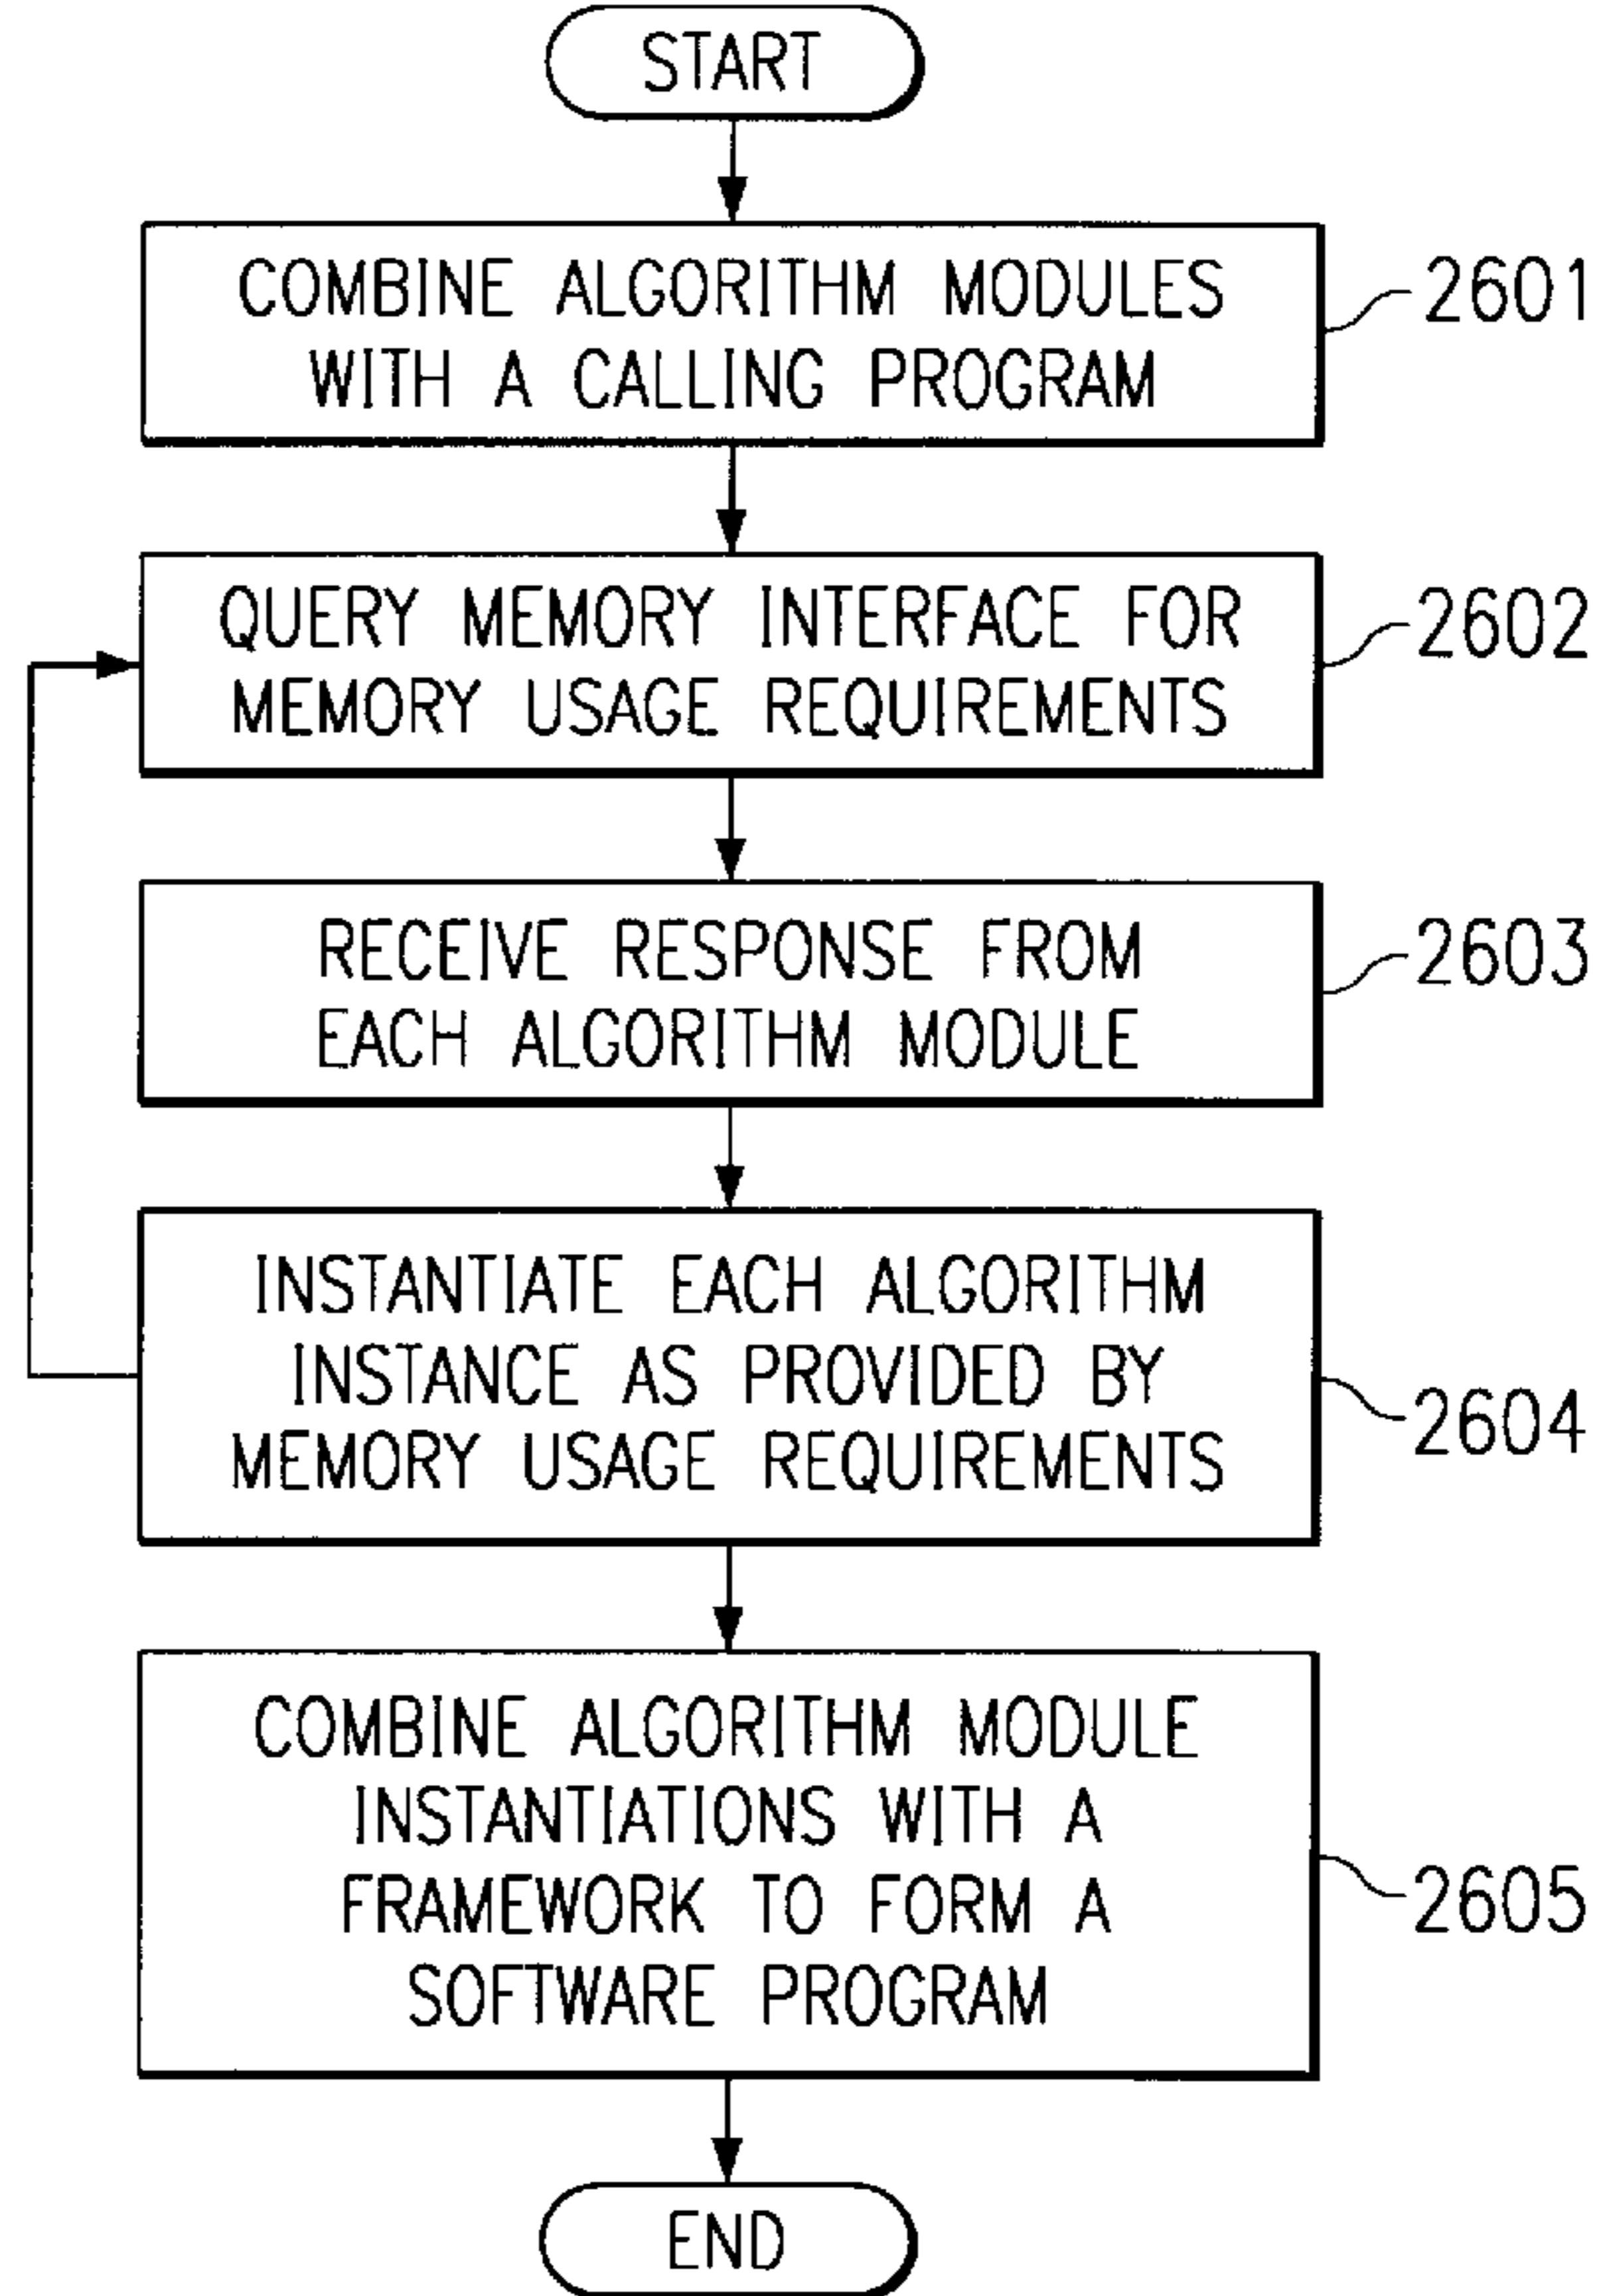 START
COMBINE ALGORITHM MODULES
WITH A CALLING PROGRAM
2601
QUERY MEMORY INTERFACE FOR
MEMORY USAGE REQUIREMENTS
2602
RECEIVE RESPONSE FROM
EACH ALGORITHM MODULE
2603
INSTANTIATE EACH ALGORITHM
INSTANCE AS PROVIDED BY
MEMORY USAGE REQUIREMENTS
2604
COMBINE ALGORITHM MODULE
INSTANTIATIONS WITH A
FRAMEWORK TO FORM A
SOFTWARE PROGRAM
2605
END